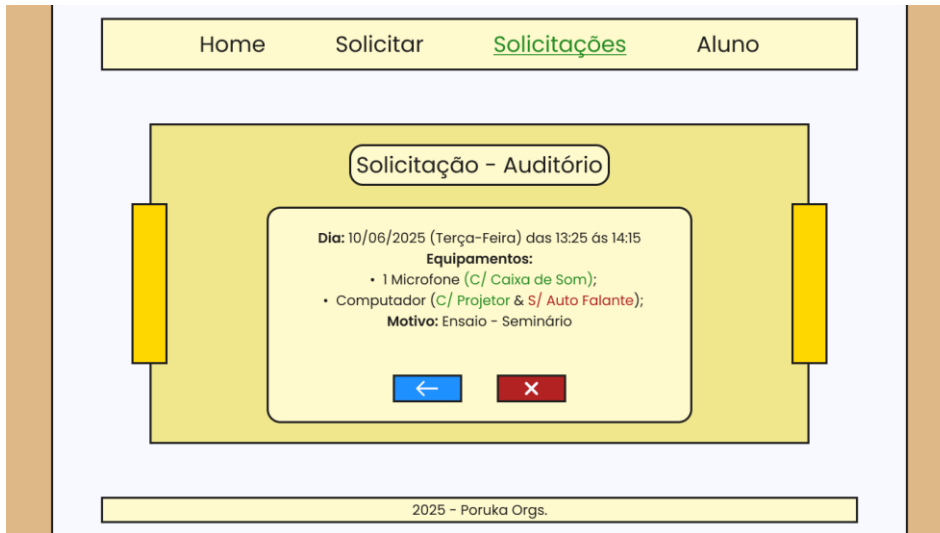 Home Solicitar Solicitações Aluno
Solicitação - Auditório
Dia: 10/06/2025 (Terça-Feira) das 13:25 ás 14:15
Equipamentos:
• 1 Microfone (C/ Caixa de Som);
• Computador (C/ Projetor & S/ Auto Falante);
Motivo: Ensaio - Seminário
2025 - Poruka Orgs.